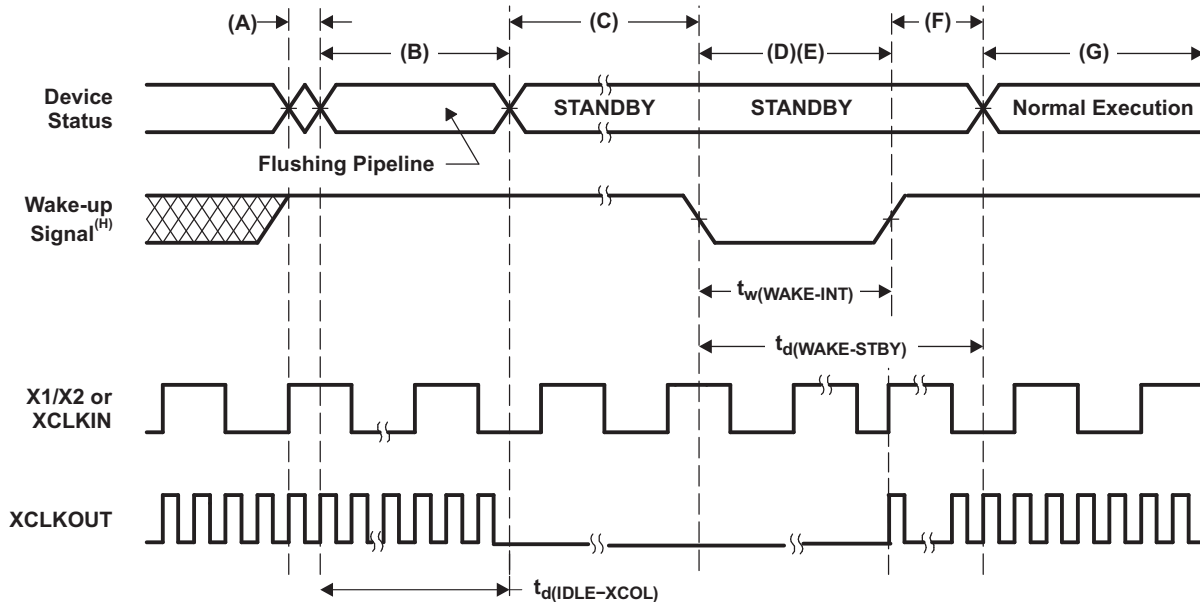 (A)
(C)
(F)
(B)
(D)(E)
(G)
Device
Status
STANDBY
STANDBY
Normal Execution
Flushing Pipeline
Wake-up
Signal(H)
tw(WAKE-INT)
td(WAKE-STBY)
X1/X2 or
XCLKIN
XCLKOUT
td(IDLE−XCOL)